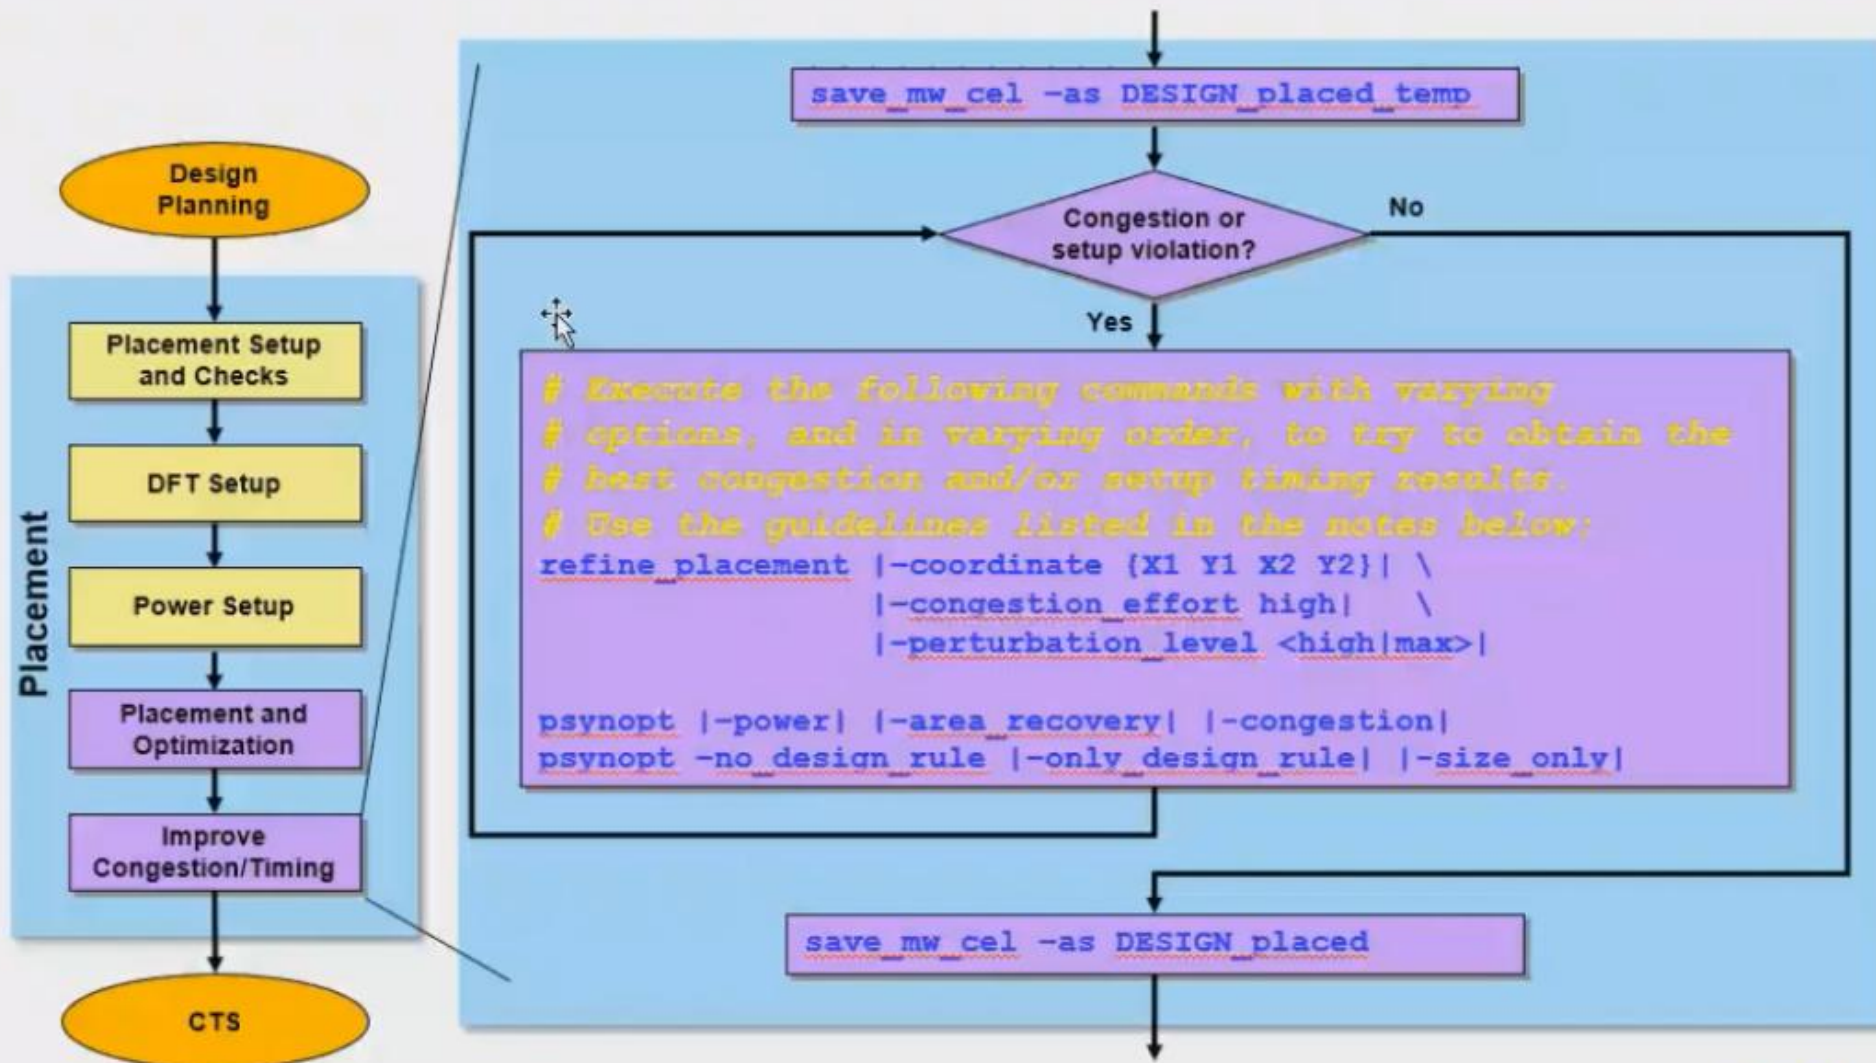 Design
Planning
Placement
Placement Setup
and Checks
DFT Setup
Power Setup
Placement and
Optimization
Improve
Congestion/Timing
CTS
save_mw_cel -as DESIGN_placed_temp
Congestion or
setup violation?
No
Yes
# Execute the following commands with varying
# options, and in varying order, to try to obtain the
# best congestion and/or setup timing results.
# Use the guidelines listed in the notes below:
refine_placement |-coordinate {X1 Y1 X2 Y2}| \
|-congestion_effort high| \
|-perturbation_level <high|max>|
psynopt |-power| |-area_recovery| |-congestion|
psynopt -no_design_rule |-only_design_rule| |-size_only|
save_mw_cel -as DESIGN_placed